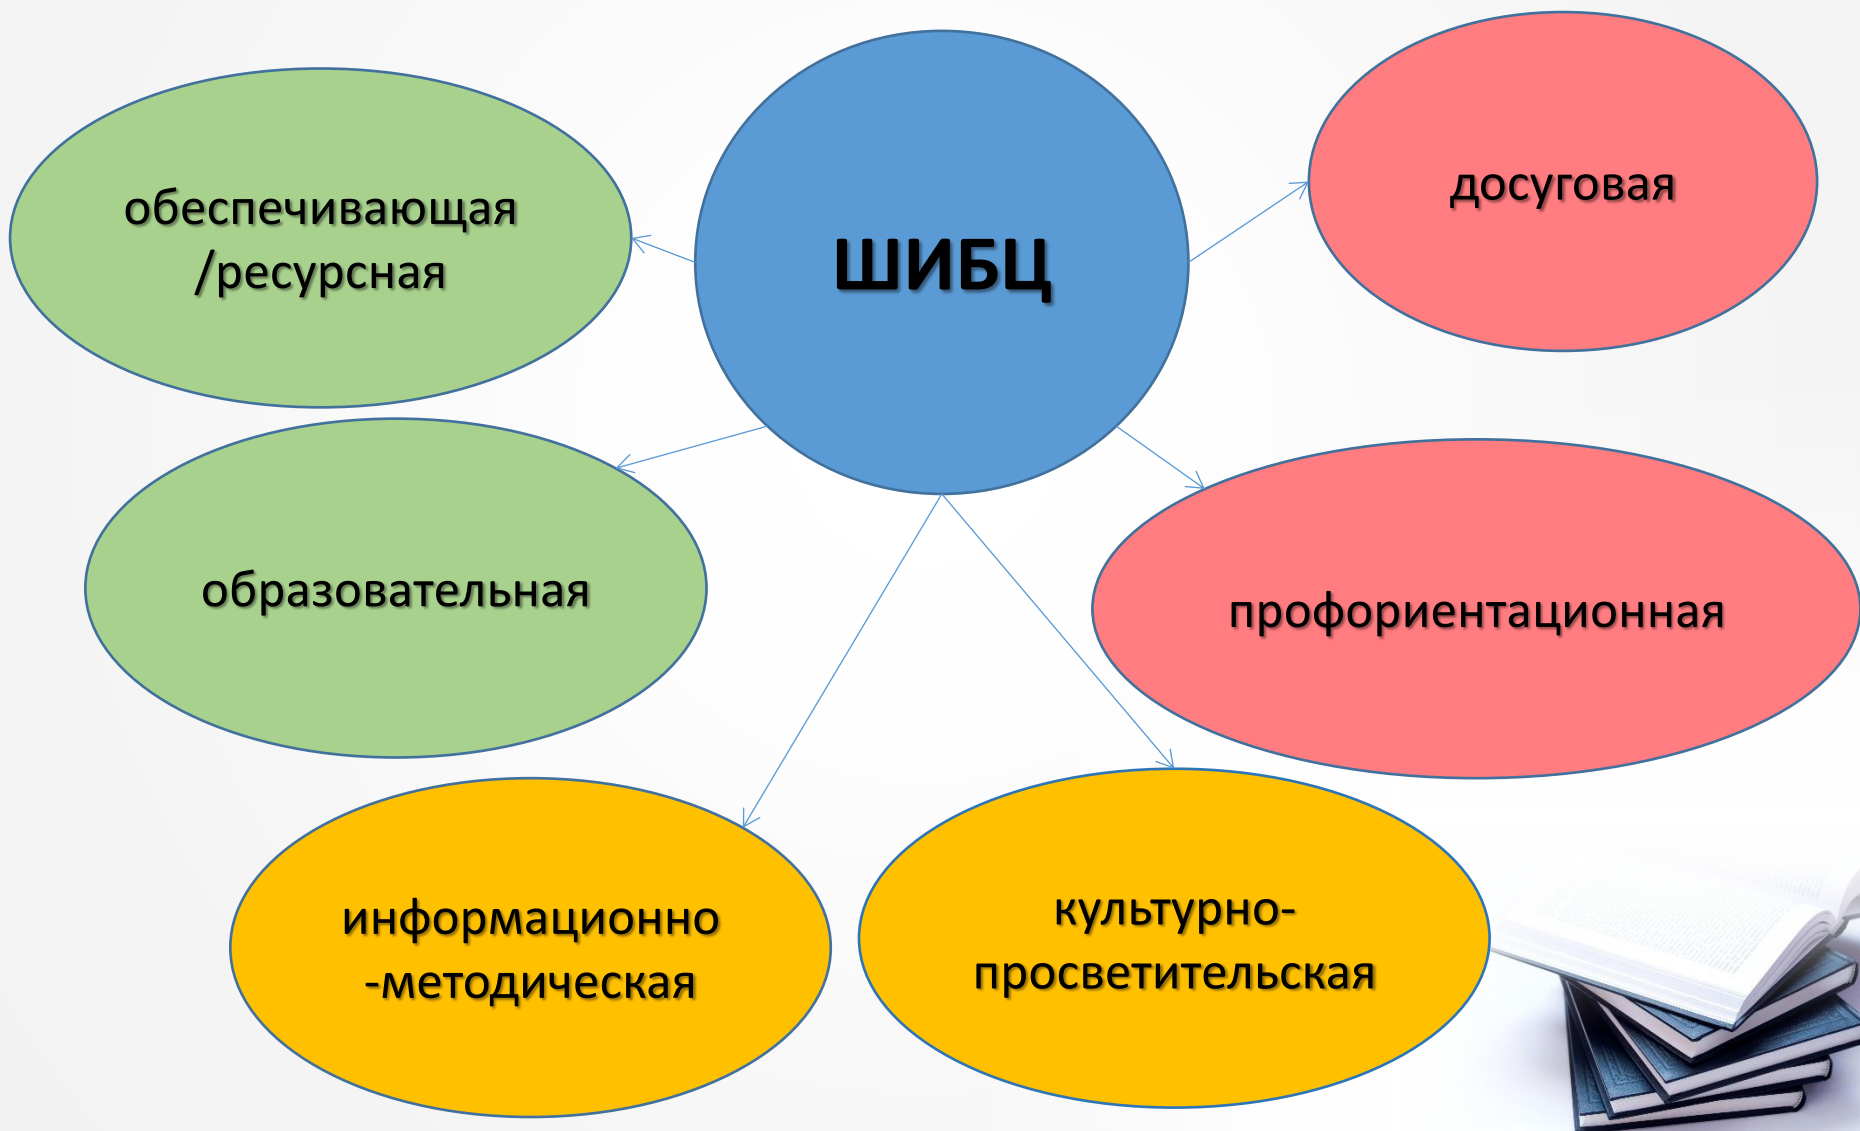 ШИБЦ
обеспечивающая
/ресурсная
досуговая
образовательная
профориентационная
информационно
-методическая
культурно-
просветительская